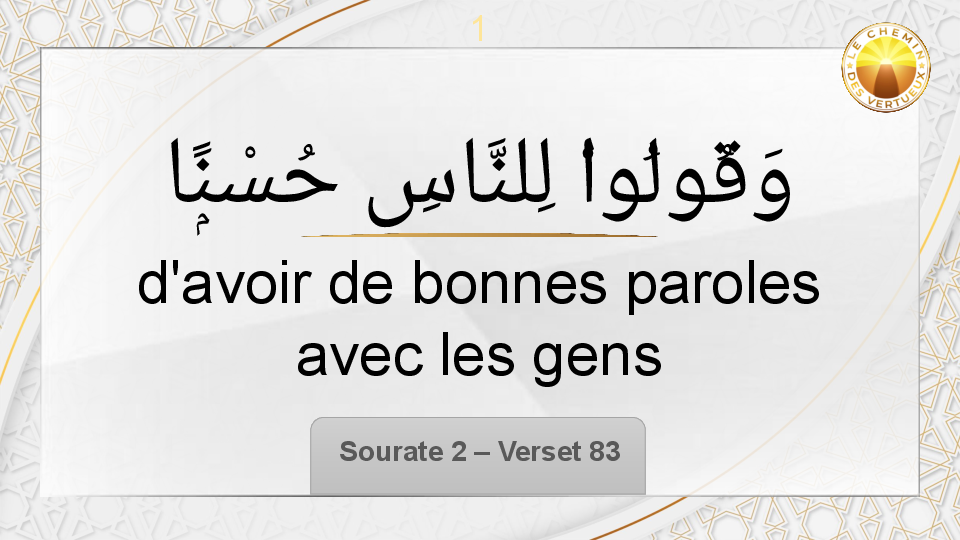 1
LE CHEMIN
DES VERTUEUX
وَقُولُوا۟ لِلنَّاسِ حُسْنًۭا
d'avoir de bonnes paroles
avec les gens
Sourate 2 – Verset 83